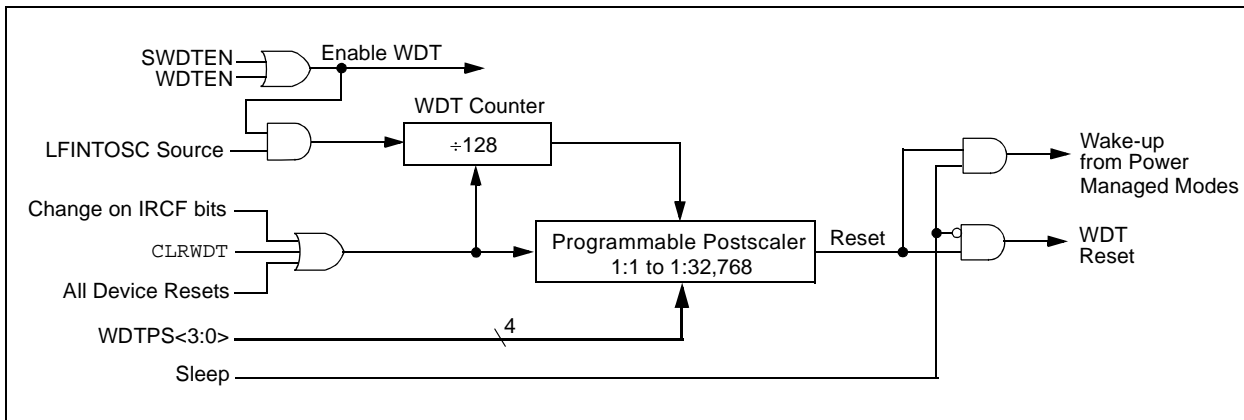 SWDTEN
WDTEN
Enable WDT
WDT Counter
÷128
LFINTOSC Source
Wake-up
from Power
Managed Modes
Change on IRCF bits
CLRWDT
All Device Resets
Programmable Postscaler
1:1 to 1:32,768
Reset
WDT
Reset
WDTPS<3:0>
4
Sleep